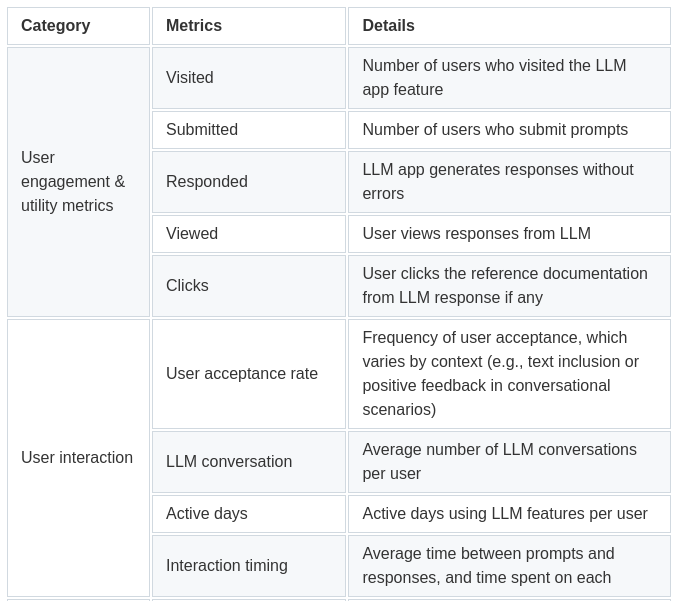 Category Metrics Details
User
engagement &
utility metrics
Visited
Number of users who visited the LLM
app feature
Submitted
Number of users who submit prompts
Responded
LLM app generates responses without
errors
Viewed
User views responses from LLM
Clicks
User clicks the reference documentation
from LLM response if any
User interaction
User acceptance rate
Frequency of user acceptance, which
varies by context (e.g., text inclusion or
positive feedback in conversational
scenarios)
LLM conversation
Average number of LLM conversations
per user
Active days
Active days using LLM features per user
Interaction timing
Average time between prompts and
responses, and time spent on each